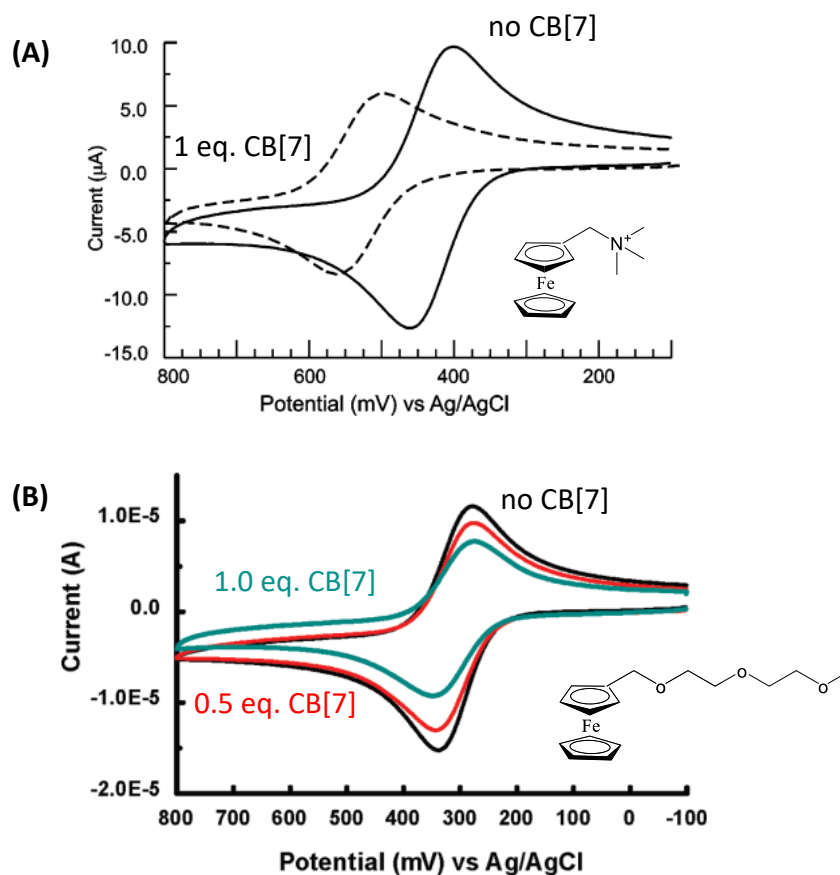 (A)
no CB[7]
1 eq. CB[7]
Current (µA)
10.0
5.0
0.0
-5.0
-10.0
-15.0
N+
Fe
800 600 400 200
Potential (mV) vs Ag/AgCl
(B)
no CB[7]
1.0 eq. CB[7]
0.5 eq. CB[7]
Current (A)
1.0E-5
0.0
-1.0E-5
-2.0E-5
O O O
Fe
800 700 600 500 400 300 200 100 0 -100
Potential (mV) vs Ag/AgCl